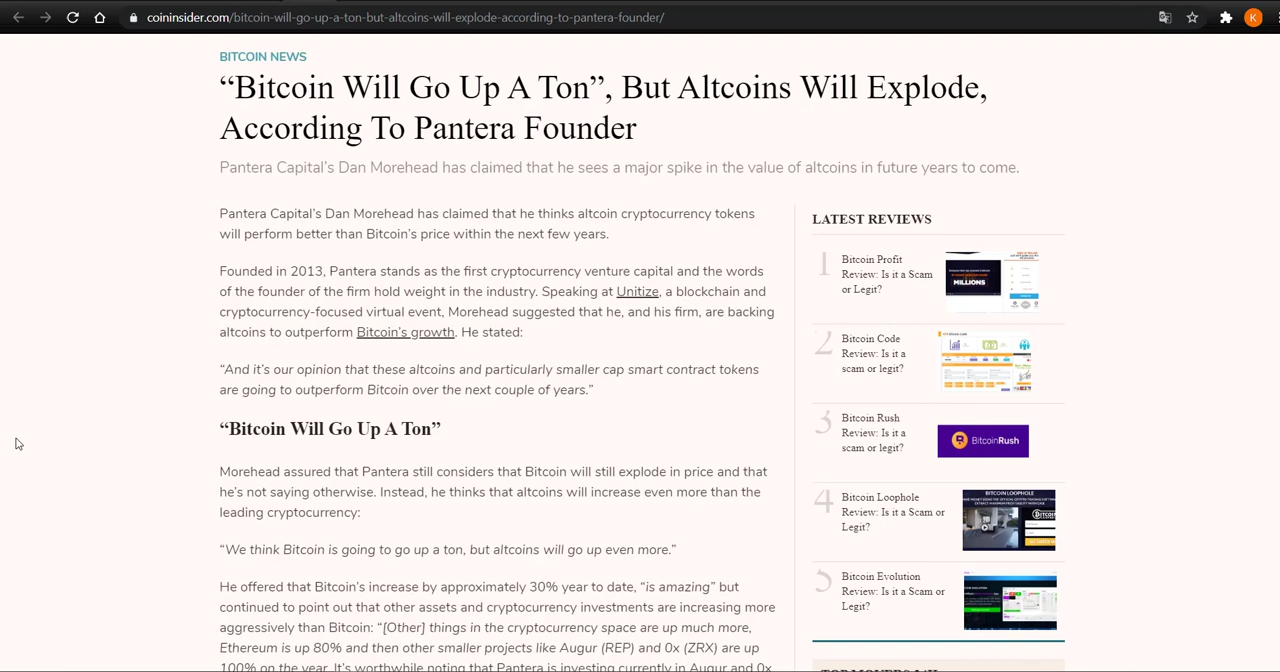 coininsider.com/bitcoin-will-go-up-a-ton-but-altcoins-will-explode-according-to-pantera-founder/
K
BITCOIN NEWS
“Bitcoin Will Go Up A Ton”, But Altcoins Will Explode,
According To Pantera Founder
Pantera Capital’s Dan Morehead has claimed that he sees a major spike in the value of altcoins in future years to come.
Pantera Capital’s Dan Morehead has claimed that he thinks altcoin cryptocurrency tokens
will perform better than Bitcoin’s price within the next few years.
Founded in 2013, Pantera stands as the first cryptocurrency venture capital and the words
of the founder of the firm hold weight in the industry. Speaking at Unitize, a blockchain and
cryptocurrency-focused virtual event, Morehead suggested that he, and his firm, are backing
altcoins to outperform Bitcoin’s growth. He stated:
“And it’s our opinion that these altcoins and particularly smaller cap smart contract tokens
are going to outperform Bitcoin over the next couple of years.”
“Bitcoin Will Go Up A Ton”
Morehead assured that Pantera still considers that Bitcoin will still explode in price and that
he’s not saying otherwise. Instead, he thinks that altcoins will increase even more than the
leading cryptocurrency.
“We think Bitcoin is going to go up a ton, but altcoins will go up even more.”
He offered that Bitcoin’s increase by approximately 30% year to date, “is amazing” but
continued to point out that other assets and cryptocurrency investments are increasing more
aggressively than Bitcoin: “[Other] things in the cryptocurrency space are up much more,
Ethereum is up 80% and then other smaller projects like Augur (REP) and 0x (ZRX) are up
100% on the year. It’s worthwhile noting that Pantera is investing currently in Augur and 0x
LATEST REVIEWS
1
Bitcoin Profit
Review: Is it a Scam
or Legit?
MILLIONS
2
Bitcoin Code
Review: Is it a
scam or legit?
3
Bitcoin Rush
Review: Is it a
scam or legit?
BitcoinRush
4
Bitcoin Loophole
Review: Is it a Scam or
Legit?
BITCOIN LOOPHOLE
5
Bitcoin Evolution
Review: Is it a Scam or
Legit?